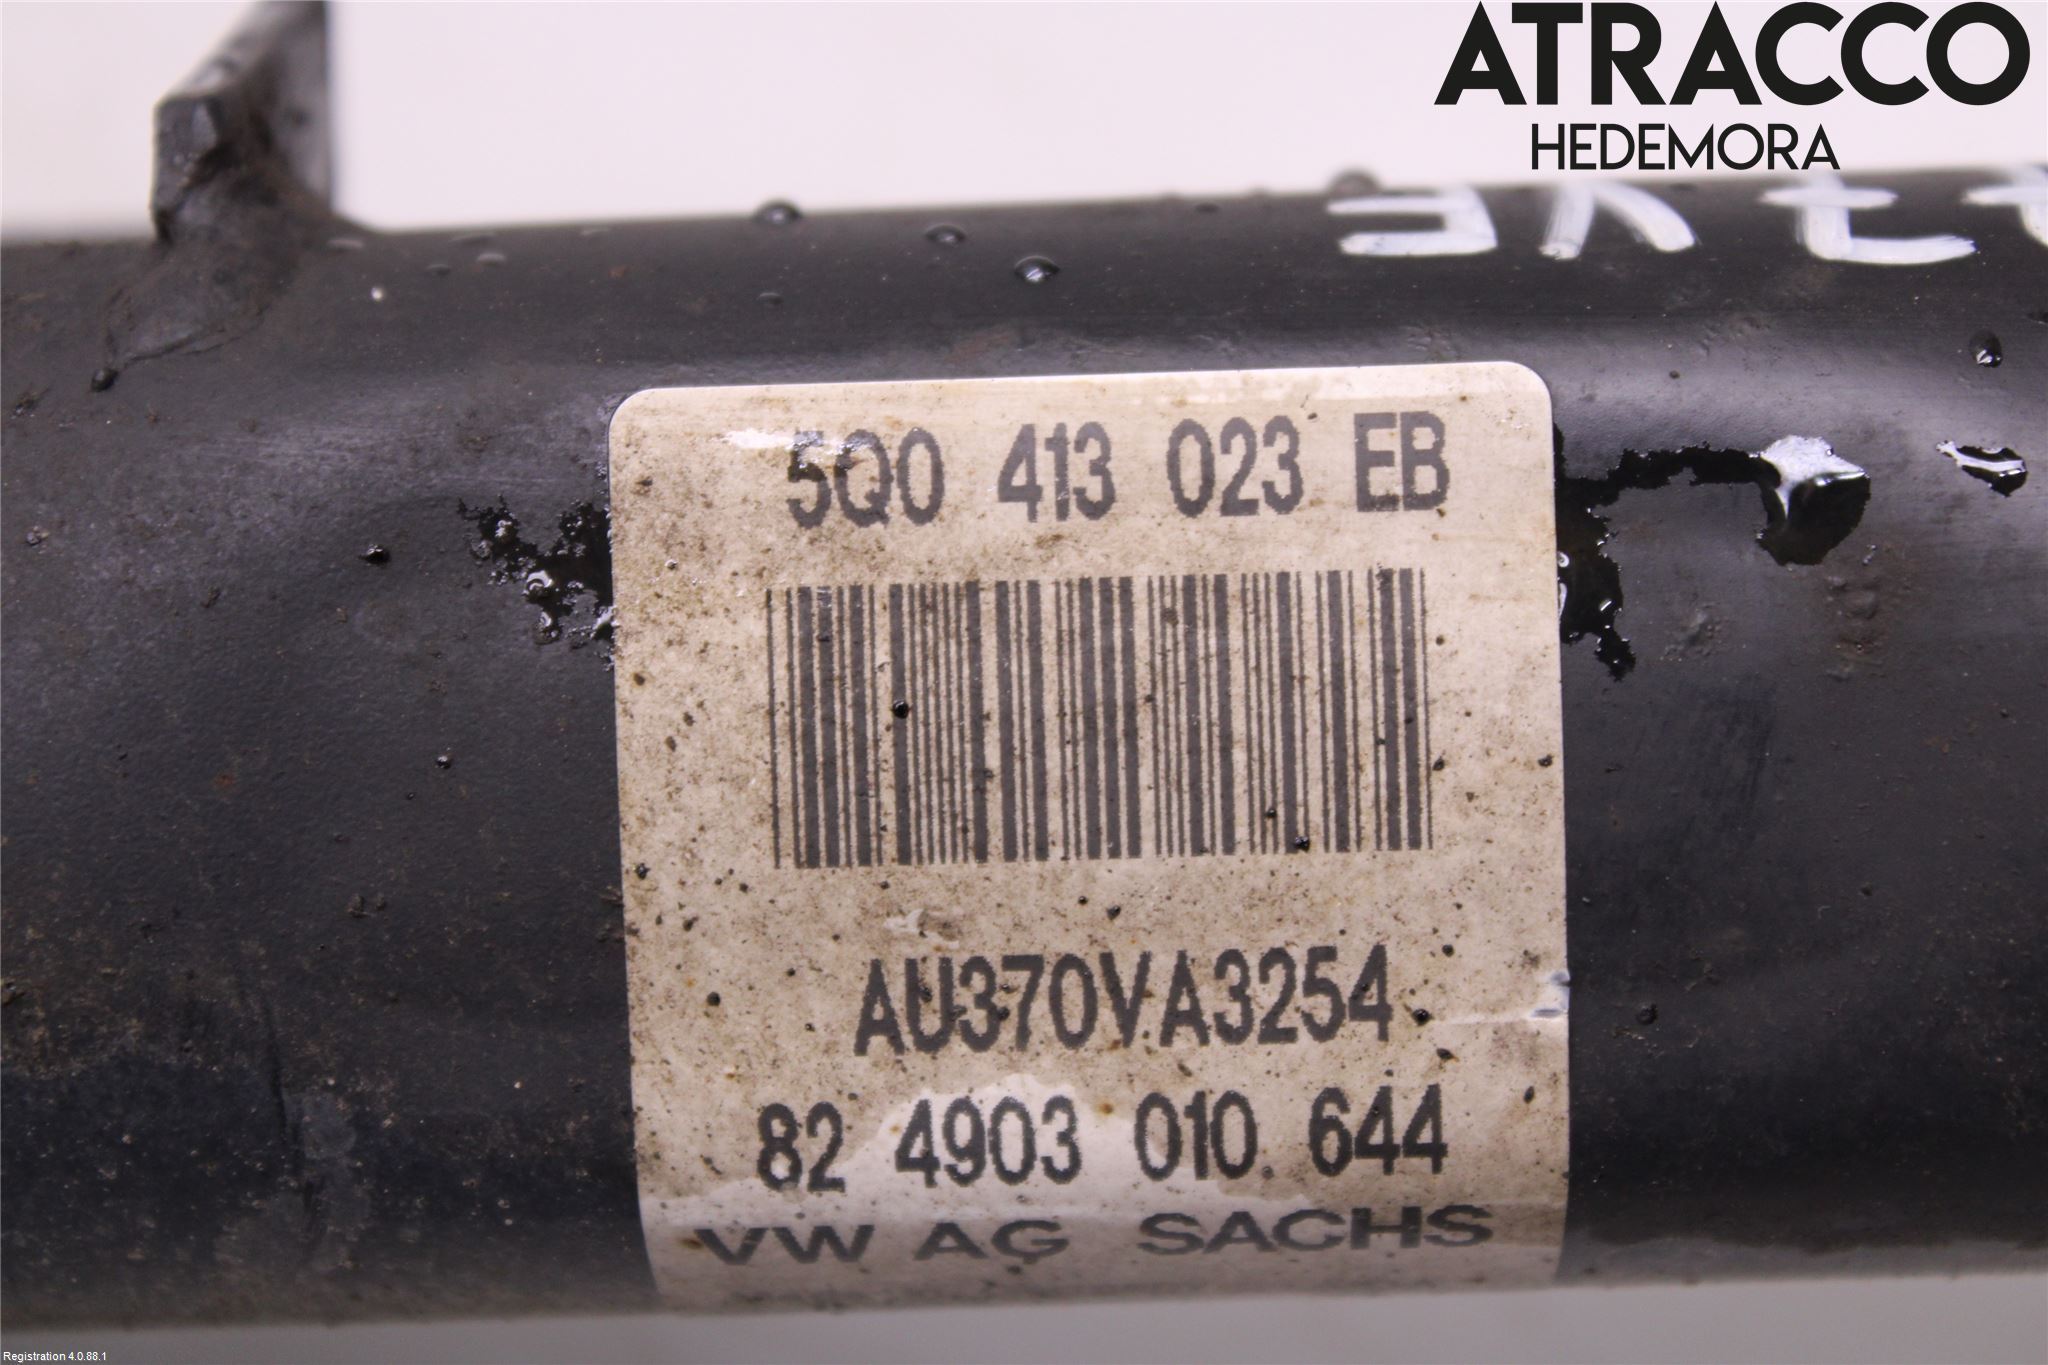 ATRACCO
HEDEMORA
5Q0 413 023 EB
AU370VA3254
82 4903 010 644
VW AG SACHS
Registration 4.0.88.1